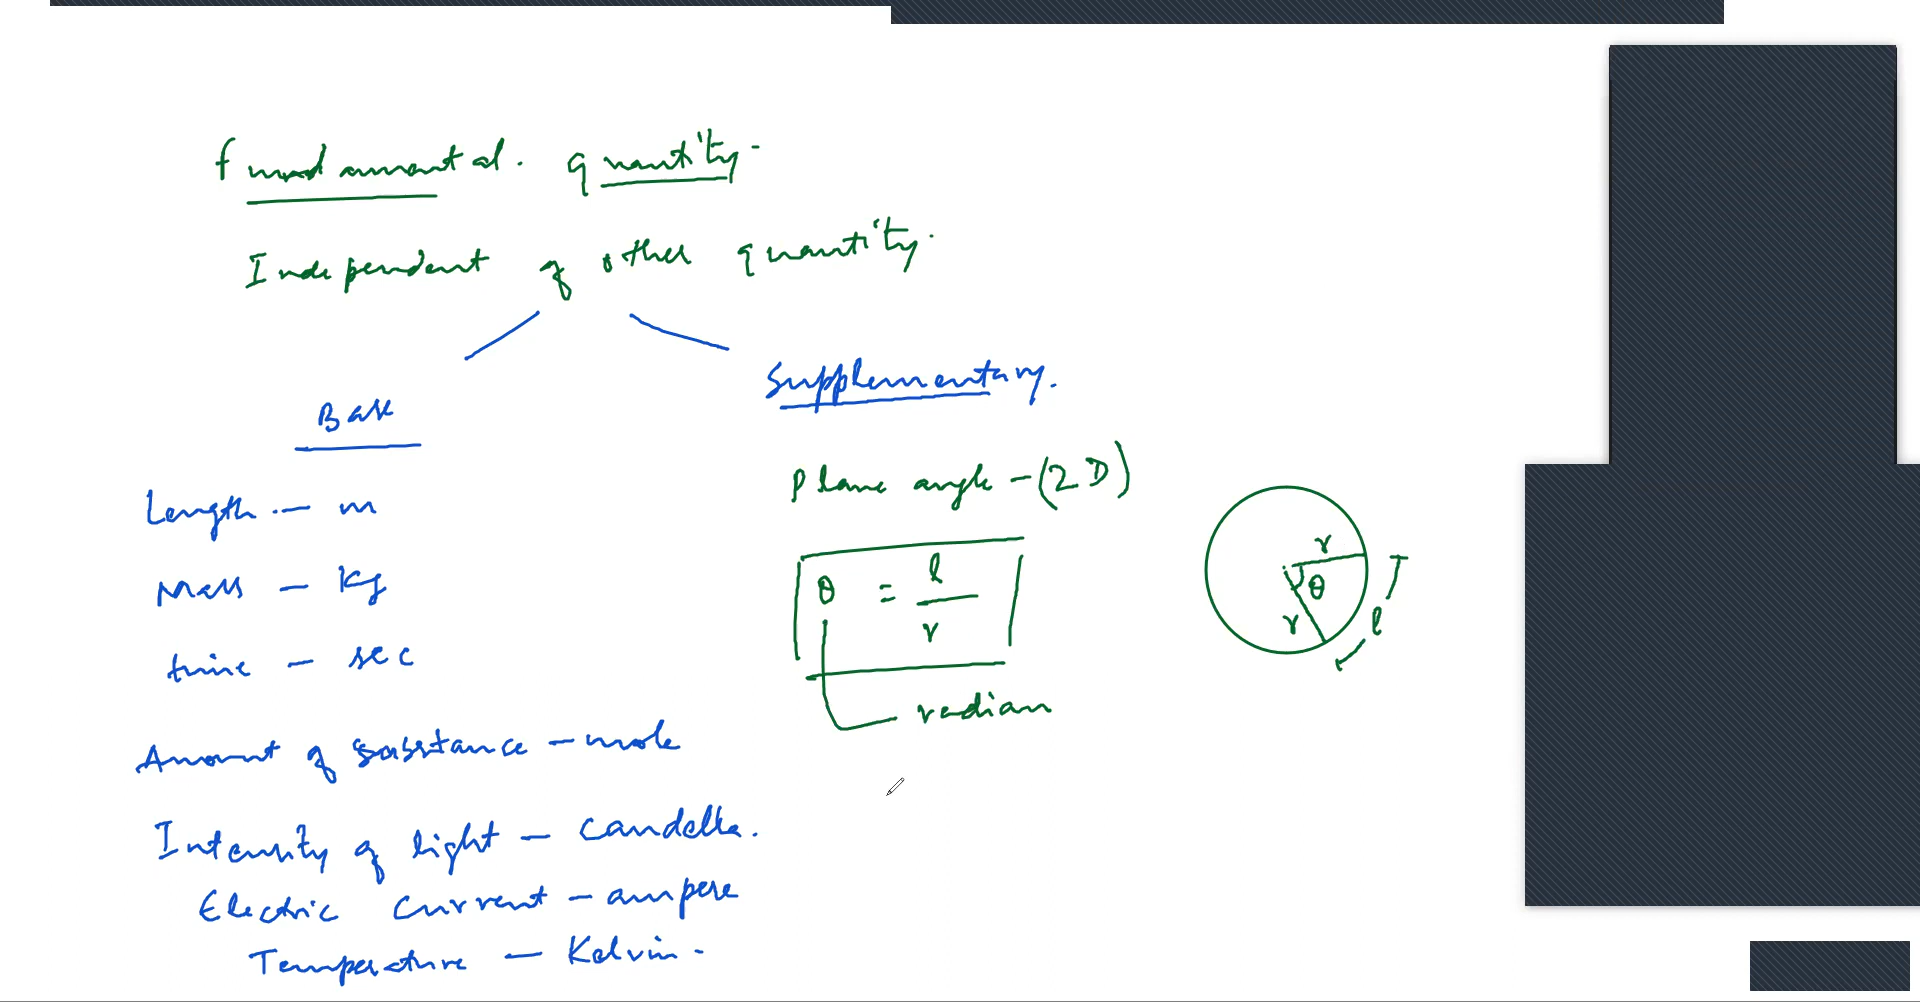 fundamental. quantity.
Independent of other quantity.
Base
Supplementary.
Length - m
Mass - Kg
time - sec
Amount of substance - mole
Intensity of light - Candella.
Electric Current - ampere
Temperature - Kelvin.
Plane angle - (2D)
θ = l/r
radian
r
θ
r
l